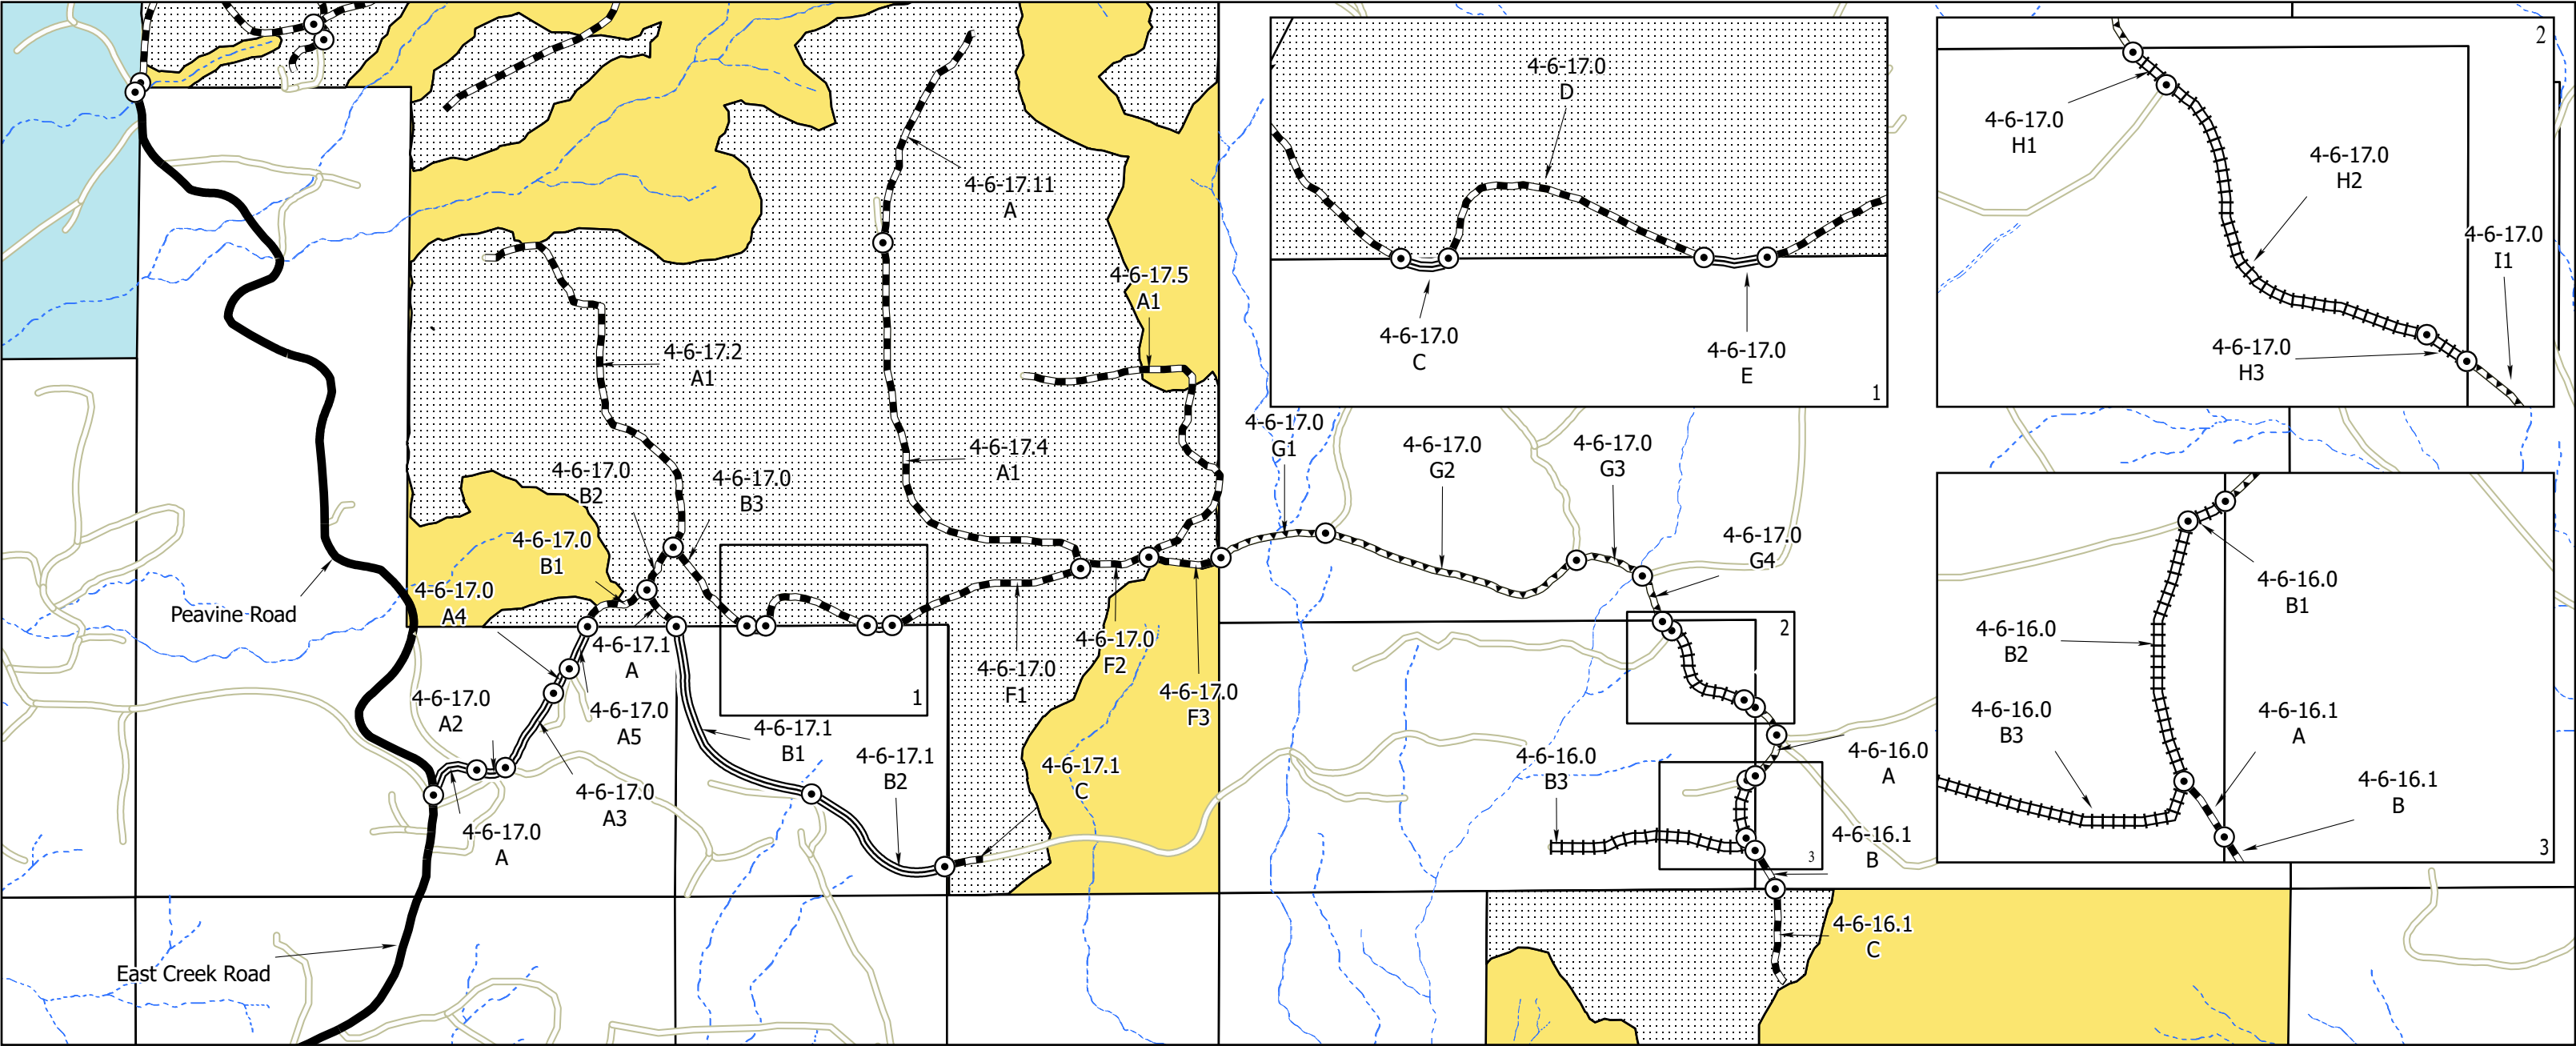 4-6-17.0
D
4-6-17.0
C
4-6-17.0
E
1
2
4-6-17.0
H1
4-6-17.0
H2
4-6-17.0
I1
4-6-17.0
H3
4-6-17.11
A
4-6-17.5
A1
4-6-17.2
A1
4-6-17.4
A1
4-6-17.0
B2
4-6-17.0
B3
4-6-17.0
B1
4-6-17.0
A4
Peavine Road
4-6-17.0
G1
4-6-17.0
G2
4-6-17.0
G3
4-6-17.0
G4
4-6-17.1
A
4-6-17.0
A2
4-6-17.0
A5
1
4-6-17.0
F1
4-6-17.0
F2
4-6-17.0
F3
2
4-6-17.1
B1
4-6-17.1
B2
4-6-17.1
C
4-6-17.0
A3
4-6-17.0
A
4-6-16.0
B3
4-6-16.0
A
3
4-6-16.1
B
4-6-16.1
C
East Creek Road
4-6-16.0
B1
4-6-16.0
B2
4-6-16.0
B3
4-6-16.1
A
4-6-16.1
B
3